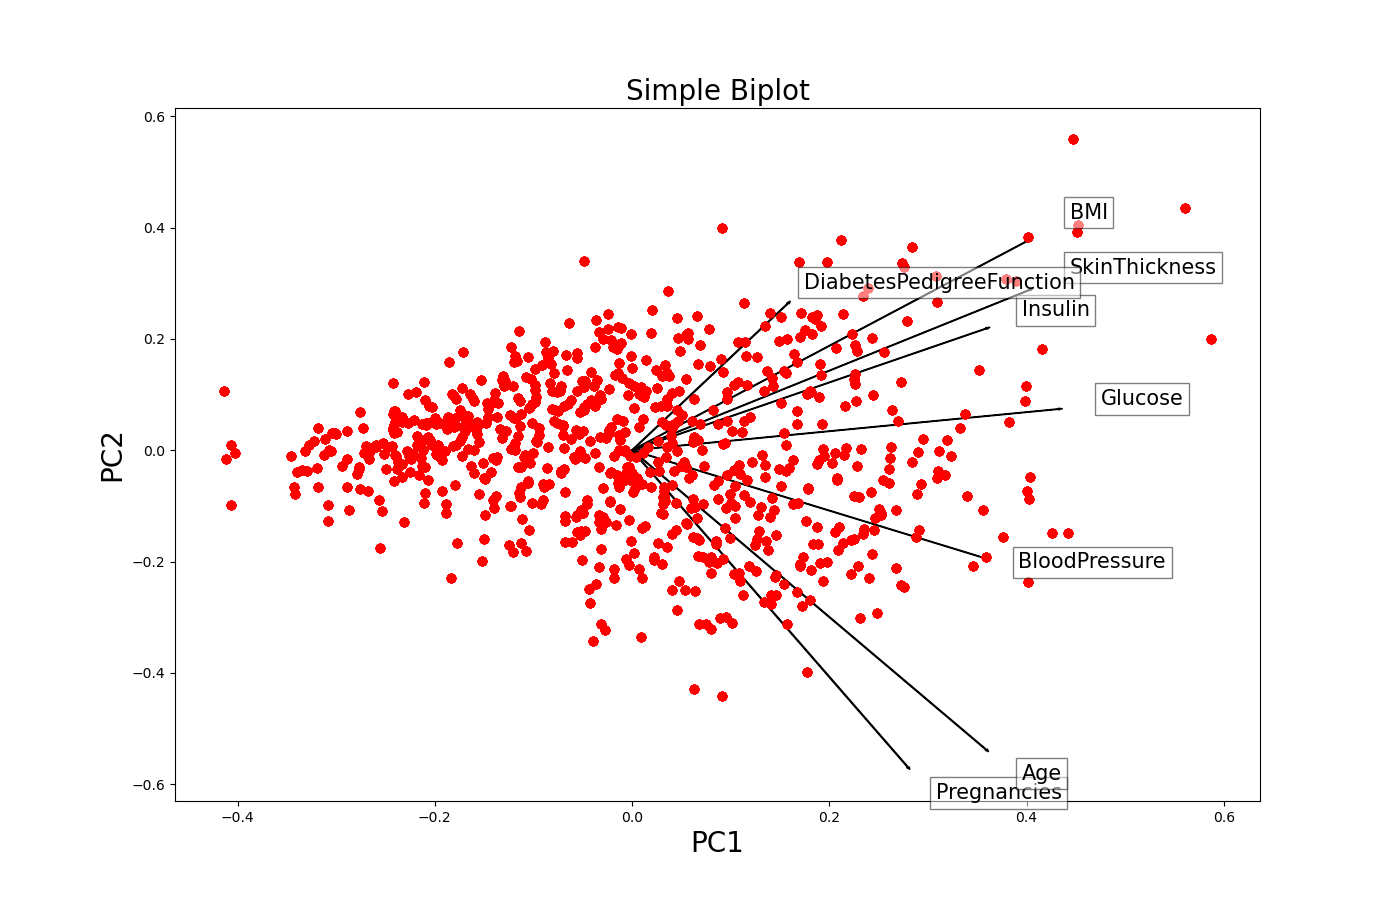 Simple Biplot
0.6
0.4
0.2
0.0
−0.2
−0.4
−0.6
PC2
BMI
SkinThickness
DiabetesPedigreeFunction
Insulin
Glucose
BloodPressure
Age
Pregnancies
−0.4 −0.2 0.0 0.2 0.4 0.6
PC1